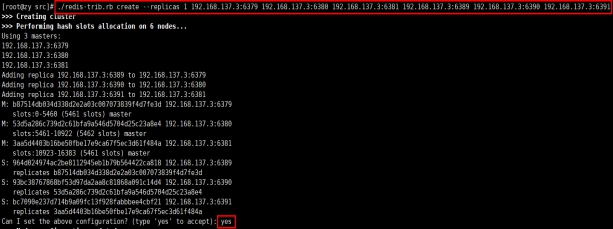 [root@zy src]# ./redis-trib.rb create --replicas 1 192.168.137.3:6379 192.168.137.3:6380 192.168.137.3:6381 192.168.137.3:6389 192.168.137.3:6390 192.168.137.3:6391
>>> Creating cluster
>>> Performing hash slots allocation on 6 nodes...
Using 3 masters:
192.168.137.3:6379
192.168.137.3:6380
192.168.137.3:6381
Adding replica 192.168.137.3:6389 to 192.168.137.3:6379
Adding replica 192.168.137.3:6390 to 192.168.137.3:6380
Adding replica 192.168.137.3:6391 to 192.168.137.3:6381
M: b87514db034d338d2e2a03c007073839f4d7fe3d 192.168.137.3:6379
slots:0-5460 (5461 slots) master
M: 53d5a286c739d2c61bfa9a546d5704d25c23a8e4 192.168.137.3:6380
slots:5461-10922 (5462 slots) master
M: 3aa5d4403b16be50fbe17e9ca67f5ec3d61f484a 192.168.137.3:6381
slots:10923-16383 (5461 slots) master
S: 964d024974ac2be8112945eb1b79b564422ca818 192.168.137.3:6389
replicates b87514db034d338d2e2a03c007073839f4d7fe3d
S: 93bc38767868bf53d97da2aa8c81868a091c14d4 192.168.137.3:6390
replicates 53d5a286c739d2c61bfa9a546d5704d25c23a8e4
S: bc7090e237d714b9a09fc13f928fabbbee4cbf21 192.168.137.3:6391
replicates 3aa5d4403b16be50fbe17e9ca67f5ec3d61f484a
Can I set the above configuration? (type 'yes' to accept): yes